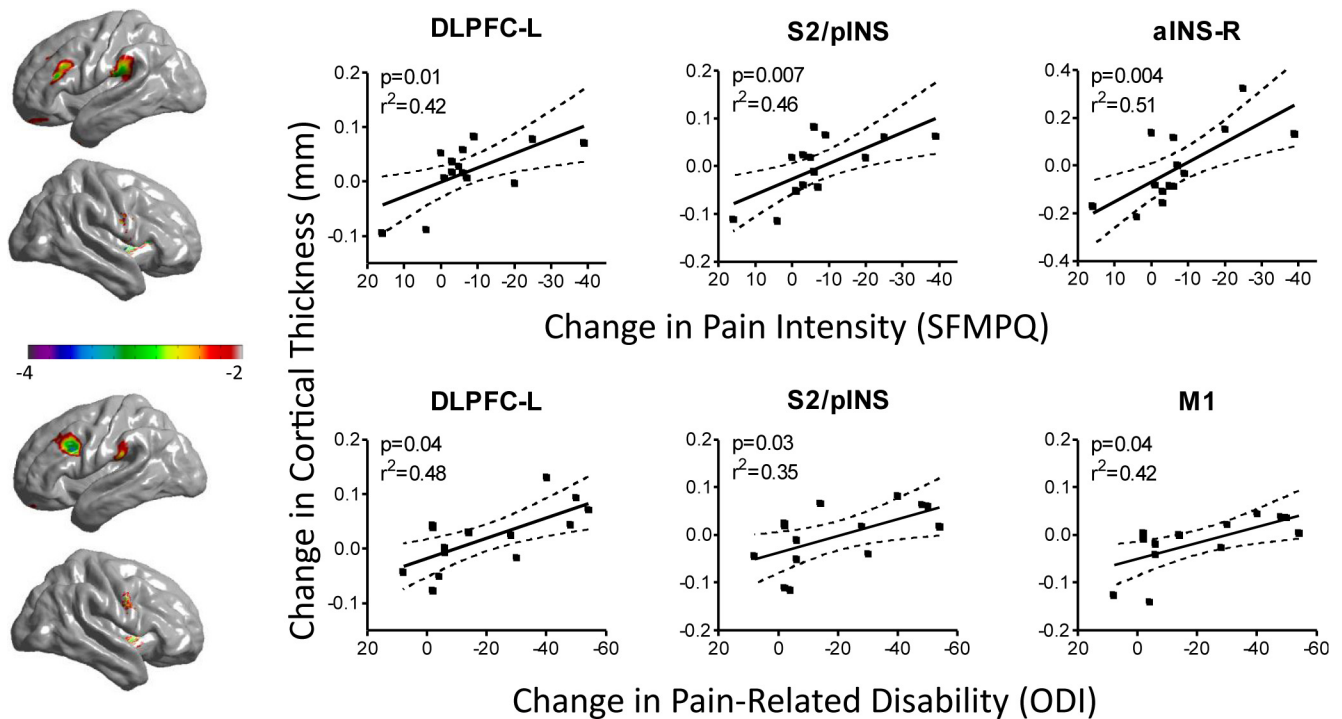 DLPFC-L
S2/pINS
aINS-R
p=0.01
r²=0.42
p=0.007
r²=0.46
p=0.004
r²=0.51
0.2
0.1
0.0
-0.1
0.2
0.1
0.0
-0.1
-0.2
0.4
0.2
0.0
-0.2
-0.4
20 10 0 -10 -20 -30 -40
20 10 0 -10 -20 -30 -40
20 10 0 -10 -20 -30 -40
Change in Pain Intensity (SFMPQ)
Change in Cortical Thickness (mm)
-4 -2
DLPFC-L
S2/pINS
M1
p=0.04
r²=0.48
p=0.03
r²=0.35
p=0.04
r²=0.42
0.2
0.1
0.0
-0.1
0.2
0.1
0.0
-0.1
-0.2
0.2
0.1
0.0
-0.1
-0.2
20 0 -20 -40 -60
20 0 -20 -40 -60
20 0 -20 -40 -60
Change in Pain-Related Disability (ODI)